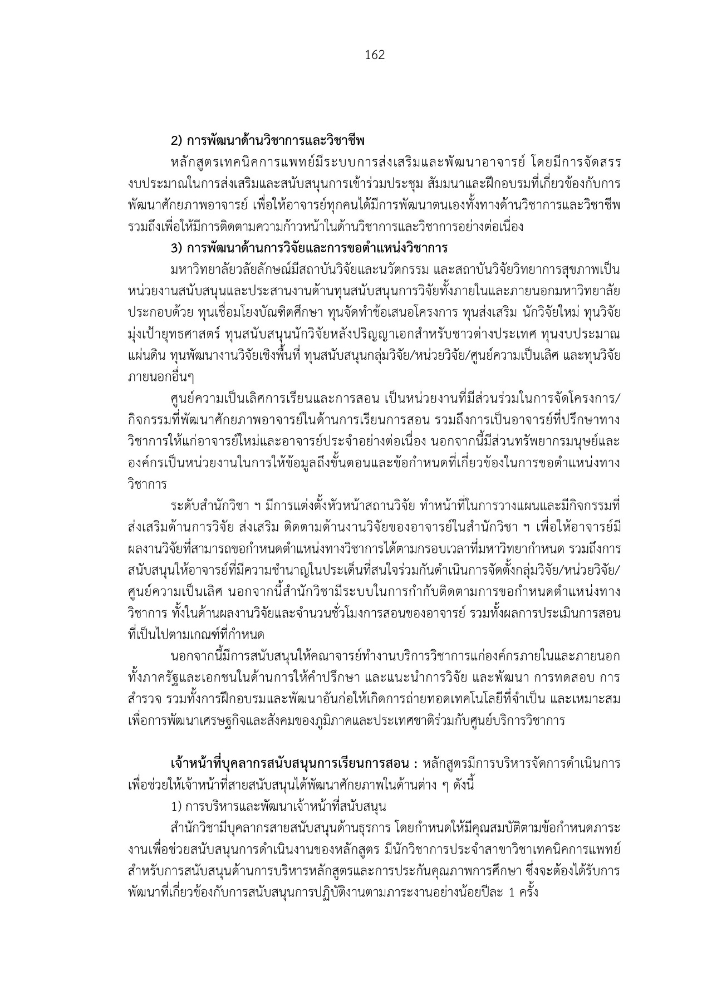 162
2) การพัฒนาด้านวิชาการและวิชาชีพ
หลักสูตรเทคนิคการแพทย์มีระบบการส่งเสริมและพัฒนาอาจารย์ โดยมีการจัดสรร
งบประมาณในการส่งเสริมและสนับสนุนการเข้าร่วมประชุม สัมมนาและฝึกอบรมที่เกี่ยวข้องกับการ
พัฒนาศักยภาพอาจารย์ เพื่อให้อาจารย์ทุกคนได้มีการพัฒนาตนเองทั้งทางด้านวิชาการและวิชาชีพ
รวมถึงเพื่อให้มีการติดตามความก้าวหน้าในด้านวิชาการและวิชาการอย่างต่อเนื่อง
3) การพัฒนาด้านการวิจัยและการขอตำแหน่งวิชาการ
มหาวิทยาลัยวลัยลักษณ์มีสถาบันวิจัยและนวัตกรรม และสถาบันวิจัยวิทยาการสุขภาพเป็น
หน่วยงานสนับสนุนและประสานงานด้านทุนสนับสนุนการวิจัยทั้งภายในและภายนอกมหาวิทยาลัย
ประกอบด้วย ทุนเชื่อมโยงบัณฑิตศึกษา ทุนจัดทำข้อเสนอโครงการ ทุนส่งเสริม นักวิจัยใหม่ ทุนวิจัย
มุ่งเป้ายุทธศาสตร์ ทุนสนับสนุนนักวิจัยหลังปริญญาเอกสำหรับชาวต่างประเทศ ทุนงบประมาณ
แผ่นดิน ทุนพัฒนางานวิจัยเชิงพื้นที่ ทุนสนับสนุนกลุ่มวิจัย/หน่วยวิจัย/ศูนย์ความเป็นเลิศ และทุนวิจัย
ภายนอกอื่นๆ
ศูนย์ความเป็นเลิศการเรียนและการสอน เป็นหน่วยงานที่มีส่วนร่วมในการจัดโครงการ/
กิจกรรมที่พัฒนาศักยภาพอาจารย์ในด้านการเรียนการสอน รวมถึงการเป็นอาจารย์ที่ปรึกษาทาง
วิชาการให้แก่อาจารย์ใหม่และอาจารย์ประจำอย่างต่อเนื่อง นอกจากนี้มีส่วนทรัพยากรมนุษย์และ
องค์กรเป็นหน่วยงานในการให้ข้อมูลถึงขั้นตอนและข้อกำหนดที่เกี่ยวข้องในการขอตำแหน่งทาง
วิชาการ
ระดับสำนักวิชา ฯ มีการแต่งตั้งหัวหน้าสถานวิจัย ทำหน้าที่ในการวางแผนและมีกิจกรรมที่
ส่งเสริมด้านการวิจัย ส่งเสริม ติดตามด้านงานวิจัยของอาจารย์ในสำนักวิชา ฯ เพื่อให้อาจารย์มี
ผลงานวิจัยที่สามารถขอกำหนดตำแหน่งทางวิชาการได้ตามกรอบเวลาที่มหาวิทยากำหนด รวมถึงการ
สนับสนุนให้อาจารย์ที่มีความชำนาญในประเด็นที่สนใจร่วมกันดำเนินการจัดตั้งกลุ่มวิจัย/หน่วยวิจัย/
ศูนย์ความเป็นเลิศ นอกจากนี้สำนักวิชามีระบบในการกำกับติดตามการขอกำหนดตำแหน่งทาง
วิชาการ ทั้งในด้านผลงานวิจัยและจำนวนชั่วโมงการสอนของอาจารย์ รวมทั้งผลการประเมินการสอน
ที่เป็นไปตามเกณฑ์ที่กำหนด
นอกจากนี้มีการสนับสนุนให้คณาจารย์ทำงานบริการวิชาการแก่องค์กรภายในและภายนอก
ทั้งภาครัฐและเอกชนในด้านการให้คำปรึกษา และแนะนำการวิจัย และพัฒนา การทดสอบ การ
สำรวจ รวมทั้งการฝึกอบรมและพัฒนาอันก่อให้เกิดการถ่ายทอดเทคโนโลยีที่จำเป็น และเหมาะสม
เพื่อการพัฒนาเศรษฐกิจและสังคมของภูมิภาคและประเทศชาติร่วมกับศูนย์บริการวิชาการ
เจ้าหน้าที่บุคลากรสนับสนุนการเรียนการสอน : หลักสูตรมีการบริหารจัดการดำเนินการ
เพื่อช่วยให้เจ้าหน้าที่สายสนับสนุนได้พัฒนาศักยภาพในด้านต่าง ๆ ดังนี้
1) การบริหารและพัฒนาเจ้าหน้าที่สนับสนุน
สำนักวิชามีบุคลากรสายสนับสนุนด้านธุรการ โดยกำหนดให้มีคุณสมบัติตามข้อกำหนดภาระ
งานเพื่อช่วยสนับสนุนการดำเนินงานของหลักสูตร มีนักวิชาการประจำสาขาวิชาเทคนิคการแพทย์
สำหรับการสนับสนุนด้านการบริหารหลักสูตรและการประกันคุณภาพการศึกษา ซึ่งจะต้องได้รับการ
พัฒนาที่เกี่ยวข้องกับการสนับสนุนการปฏิบัติงานตามภาระงานอย่างน้อยปีละ 1 ครั้ง